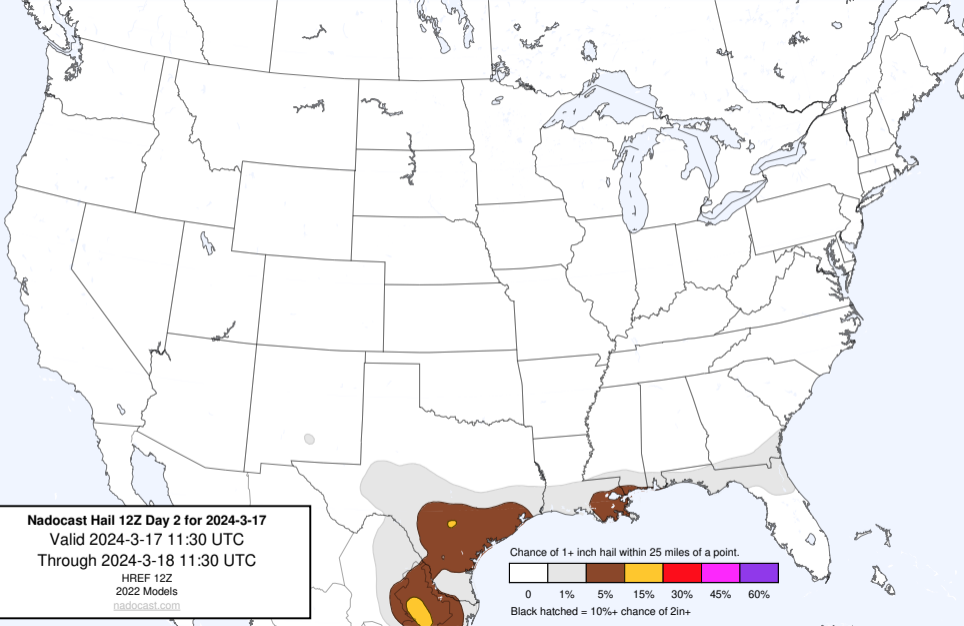 Nadocast Hail 12Z Day 2 for 2024-3-17
Valid 2024-3-17 11:30 UTC
Through 2024-3-18 11:30 UTC
HREF 12Z
2022 Models
nadocast.com
Chance of 1+ inch hail within 25 miles of a point.
0 1% 5% 15% 30% 45% 60%
Black hatched = 10%+ chance of 2in+